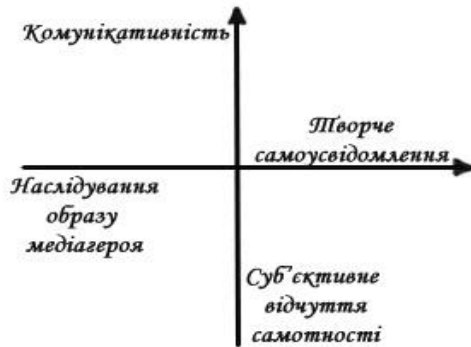 Комунікативність
Творче
самоусвідомлення
Наслідування
образу
медіагероя
Суб'єктивне
відчуття
самотності